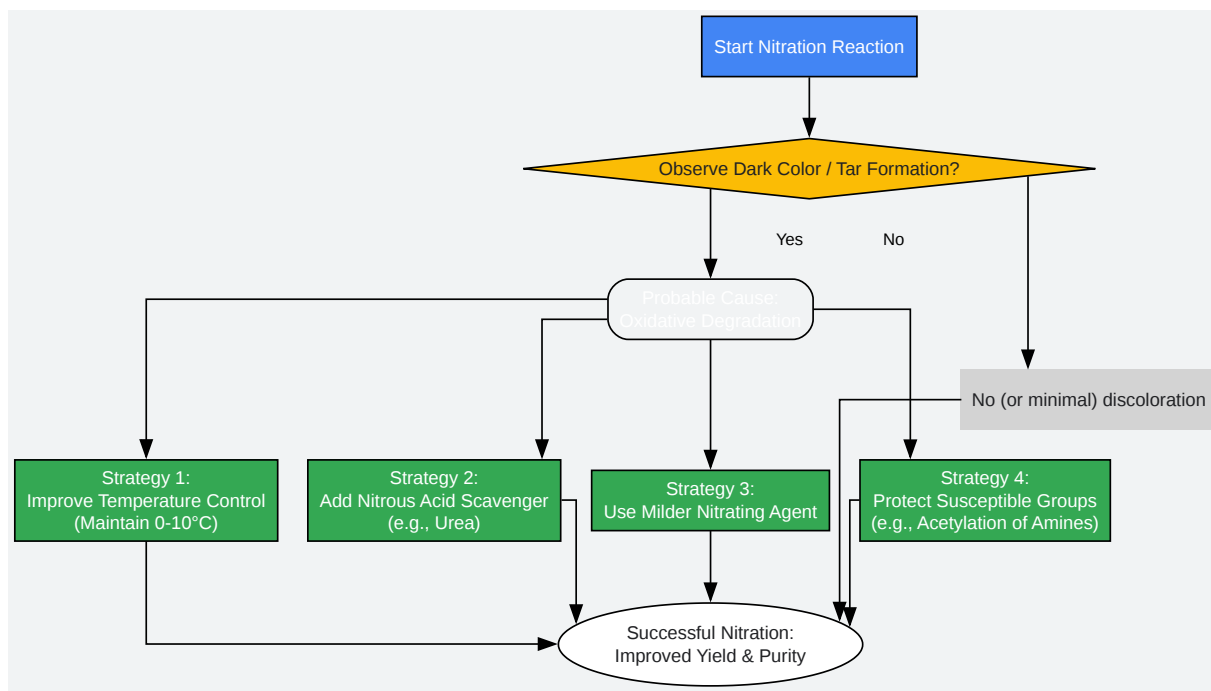 Start Nitration Reaction
Observe Dark Color / Tar Formation?
Yes
No
Probable Cause:
Oxidative Degradation
No (or minimal) discoloration
Strategy 1:
Improve Temperature Control
(Maintain 0-10°C)
Strategy 2:
Add Nitrous Acid Scavenger
(e.g., Urea)
Strategy 3:
Use Milder Nitrating Agent
Strategy 4:
Protect Susceptible Groups
(e.g., Acetylation of Amines)
Successful Nitration:
Improved Yield & Purity